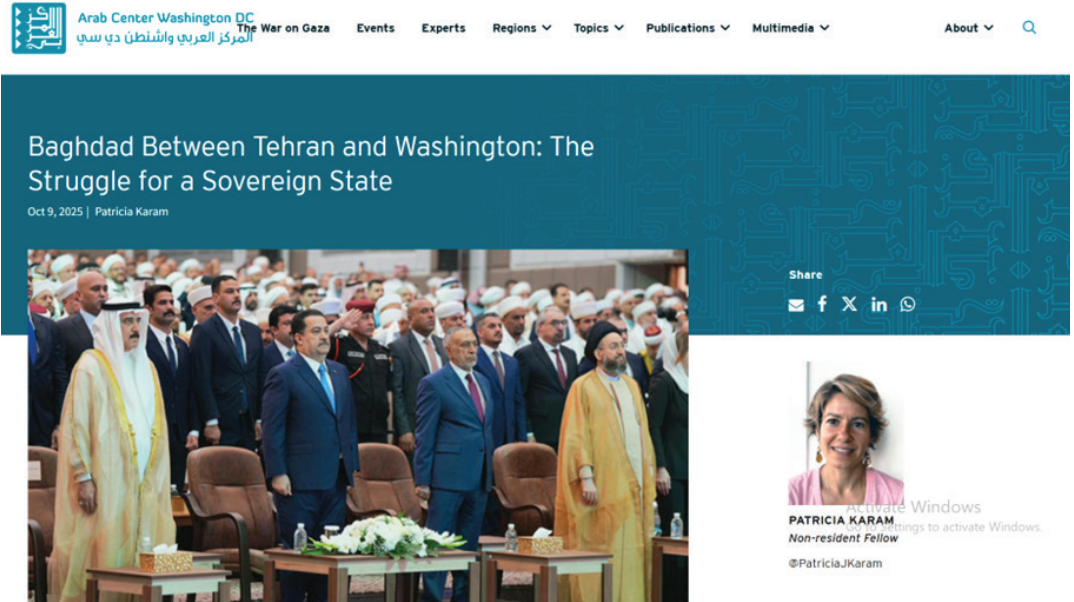 Arab Center Washington DC
المركز العربي واشنطن دي سي
The War on Gaza Events Experts Regions Topics Publications Multimedia About
Baghdad Between Tehran and Washington: The
Struggle for a Sovereign State
Oct 9, 2025 | Patricia Karam
Share
PATRICIA KARAM
Non-resident Fellow
@PatriciaJKaram
Activate Windows
Go to Settings to activate Windows.